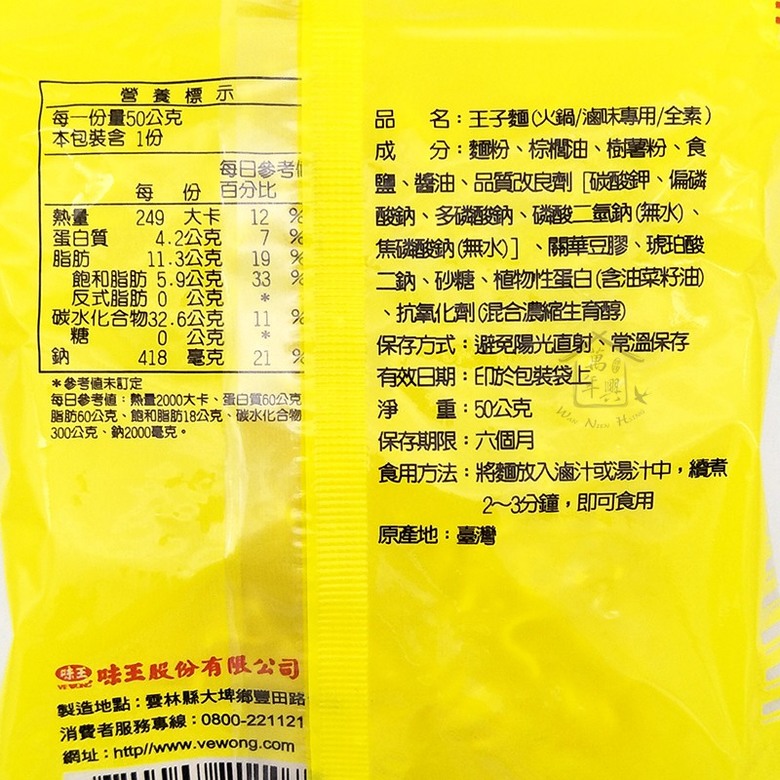 營養標示
每一份量50公克
本包裝含 1份
每日參考值
每 份 百分比
熱量 249 大卡 12 %
蛋白質 4.2公克 7 %
脂肪 11.3公克 19 %
飽和脂肪 5.9公克 33 %
反式脂肪 0 公克 *
碳水化合物32.6公克 11 %
糖 0 公克 *
鈉 418 毫克 21 %
*參考值未訂定
每日參考值：熱量2000大卡、蛋白質60公克
脂肪60公克、飽和脂肪18公克、碳水化合物
300公克、鈉2000毫克。
品 名：王子麵(火鍋/滷味專用/全素)
成 分：麵粉、棕櫚油、樹薯粉、食
鹽、醬油、品質改良劑［碳酸鉀、偏磷
酸鈉、多磷酸鈉、磷酸二氫鈉(無水)、
焦磷酸鈉(無水)］、關華豆膠、琥珀酸
二鈉、砂糖、植物性蛋白(含油菜籽油)
、抗氧化劑(混合濃縮生育醇)
保存方式：避免陽光直射、常溫保存
有效日期：印於包裝袋上
淨 重：50公克
保存期限：六個月
食用方法：將麵放入滷汁或湯汁中，續煮
2～3分鐘，即可食用
原產地：臺灣
萬年興
Wan Nian Hsing
味王
VE WONG
味王股份有限公司
製造地點：雲林縣大埤鄉豐田路
消費者服務專線：0800-221121
網址：http//www.vewong.com